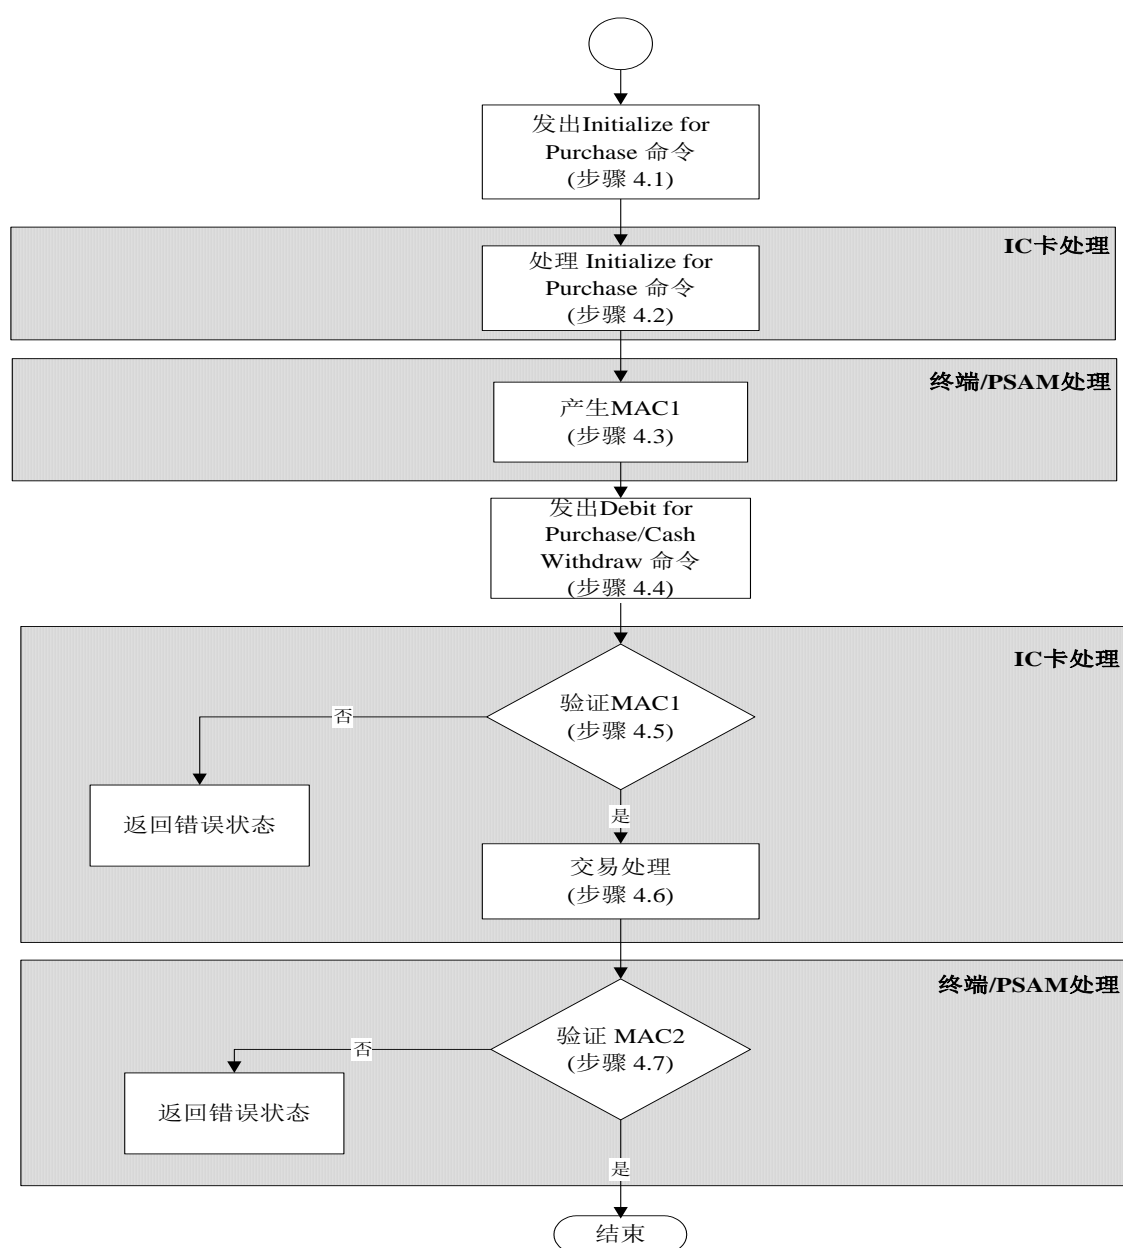 发出Initialize for
Purchase 命令
(步骤 4.1)
IC卡处理
处理 Initialize for
Purchase 命令
(步骤 4.2)
终端/PSAM处理
产生MAC1
(步骤 4.3)
发出Debit for
Purchase/Cash
Withdraw 命令
(步骤 4.4)
IC卡处理
验证MAC1
(步骤 4.5)
否
返回错误状态
是
交易处理
(步骤 4.6)
终端/PSAM处理
验证 MAC2
(步骤 4.7)
否
返回错误状态
是
结束